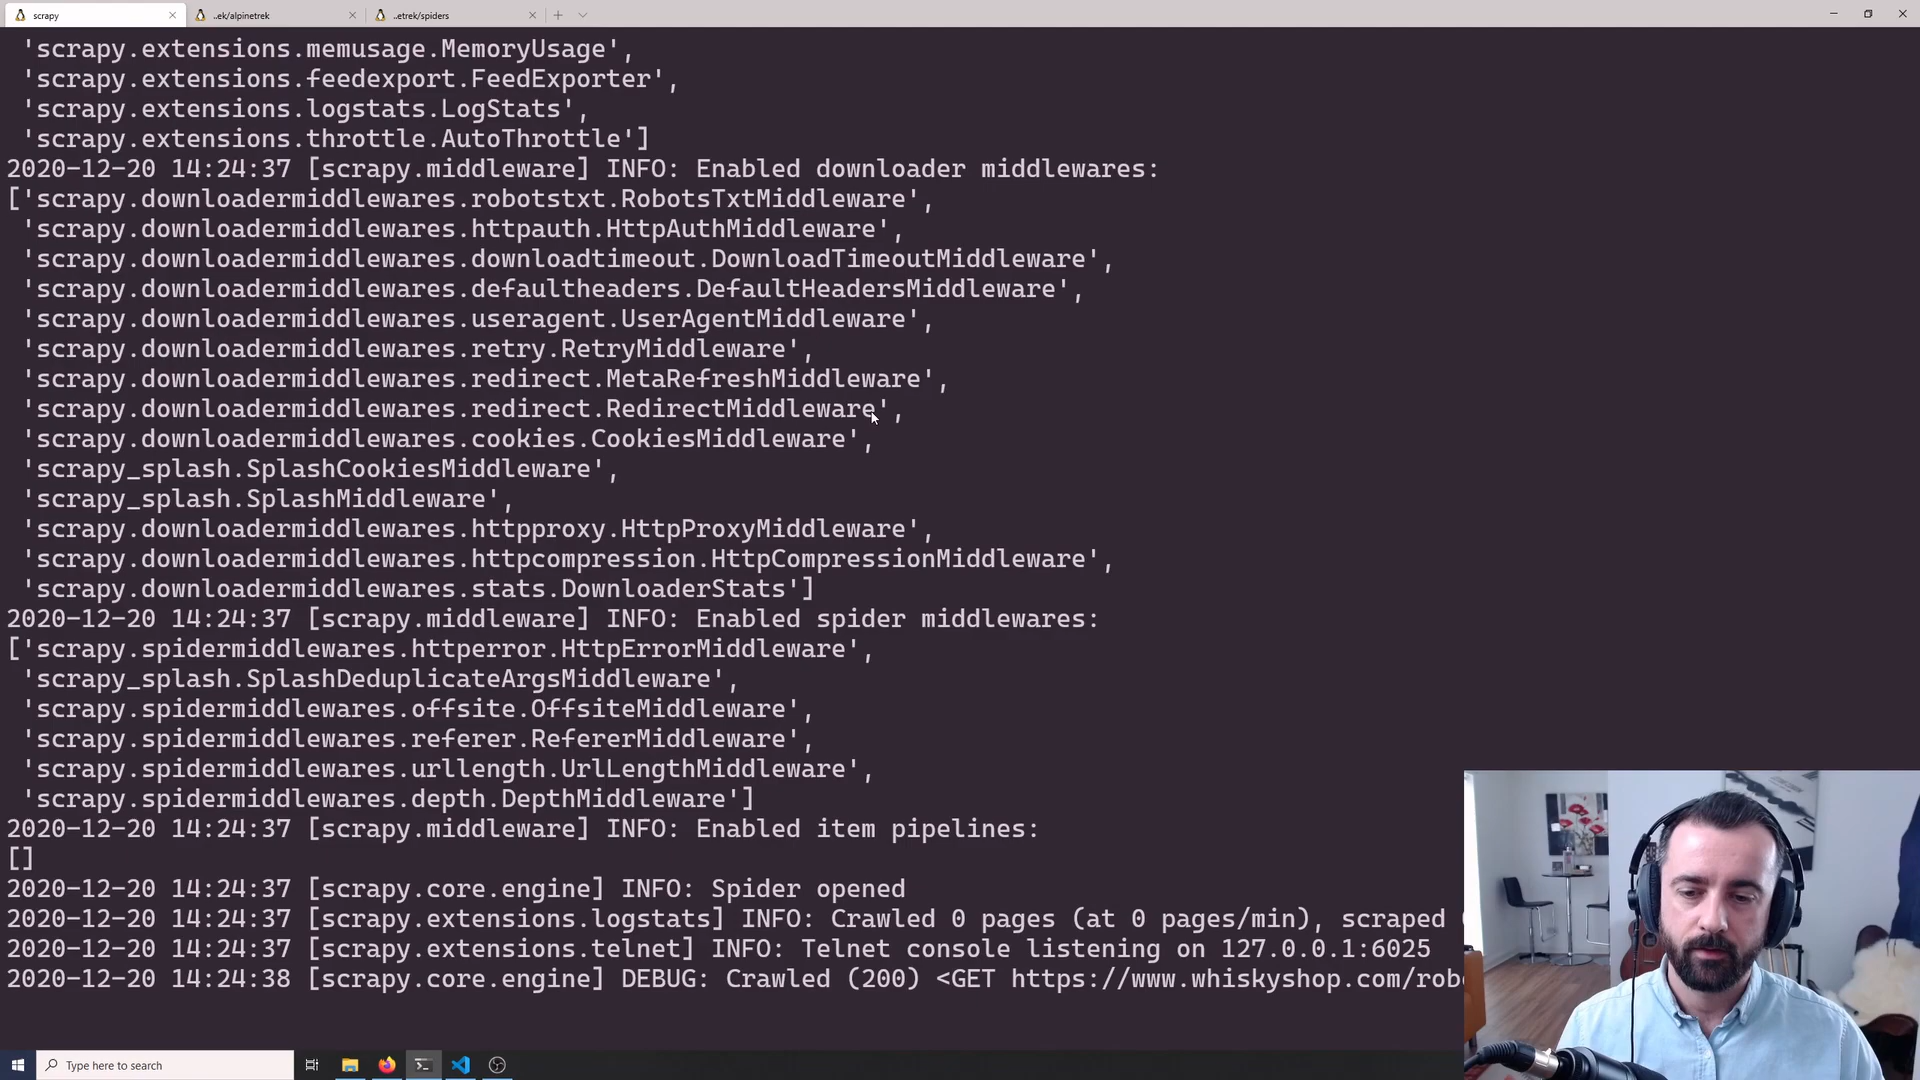 scrapy
..ek/alpinetrek
..etrek/spiders
'scrapy.extensions.memusage.MemoryUsage',
'scrapy.extensions.feedexport.FeedExporter',
'scrapy.extensions.logstats.LogStats',
'scrapy.extensions.throttle.AutoThrottle']
2020-12-20 14:24:37 [scrapy.middleware] INFO: Enabled downloader middlewares:
['scrapy.downloadermiddlewares.robotstxt.RobotsTxtMiddleware',
'scrapy.downloadermiddlewares.httpauth.HttpAuthMiddleware',
'scrapy.downloadermiddlewares.downloadtimeout.DownloadTimeoutMiddleware',
'scrapy.downloadermiddlewares.defaultheaders.DefaultHeadersMiddleware',
'scrapy.downloadermiddlewares.useragent.UserAgentMiddleware',
'scrapy.downloadermiddlewares.retry.RetryMiddleware',
'scrapy.downloadermiddlewares.redirect.MetaRefreshMiddleware',
'scrapy.downloadermiddlewares.redirect.RedirectMiddleware',
'scrapy.downloadermiddlewares.cookies.CookiesMiddleware',
'scrapy_splash.SplashCookiesMiddleware',
'scrapy_splash.SplashMiddleware',
'scrapy.downloadermiddlewares.httpproxy.HttpProxyMiddleware',
'scrapy.downloadermiddlewares.httpcompression.HttpCompressionMiddleware',
'scrapy.downloadermiddlewares.stats.DownloaderStats']
2020-12-20 14:24:37 [scrapy.middleware] INFO: Enabled spider middlewares:
['scrapy.spidermiddlewares.httperror.HttpErrorMiddleware',
'scrapy_splash.SplashDeduplicateArgsMiddleware',
'scrapy.spidermiddlewares.offsite.OffsiteMiddleware',
'scrapy.spidermiddlewares.referer.RefererMiddleware',
'scrapy.spidermiddlewares.urllength.UrlLengthMiddleware',
'scrapy.spidermiddlewares.depth.DepthMiddleware']
2020-12-20 14:24:37 [scrapy.middleware] INFO: Enabled item pipelines:
[]
2020-12-20 14:24:37 [scrapy.core.engine] INFO: Spider opened
2020-12-20 14:24:37 [scrapy.extensions.logstats] INFO: Crawled 0 pages (at 0 pages/min), scraped
2020-12-20 14:24:37 [scrapy.extensions.telnet] INFO: Telnet console listening on 127.0.0.1:6025
2020-12-20 14:24:38 [scrapy.core.engine] DEBUG: Crawled (200) <GET https://www.whiskyshop.com/rob
Type here to search